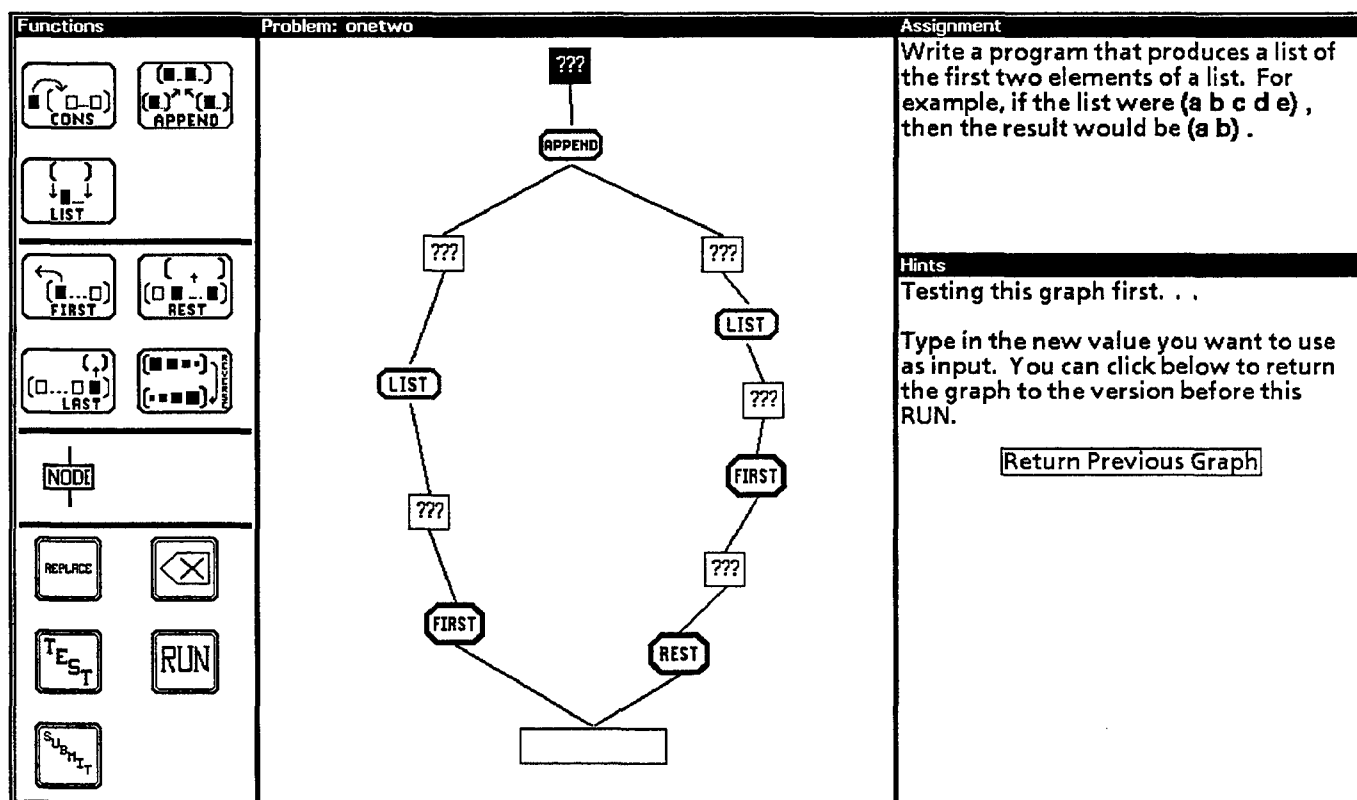 Functions
CONS
APPEND
LIST
FIRST
REST
LAST
REVERSE
NODE
REPLACE
TEST
RUN
SUBMIT
Problem: onetwo
???
APPEND
???
???
LIST
LIST
???
???
FIRST
???
FIRST
REST
Assignment
Write a program that produces a list of
the first two elements of a list. For
example, if the list were (a b c d e) ,
then the result would be (a b) .
Hints
Testing this graph first. . .
Type in the new value you want to use
as input. You can click below to return
the graph to the version before this
RUN.
Return Previous Graph